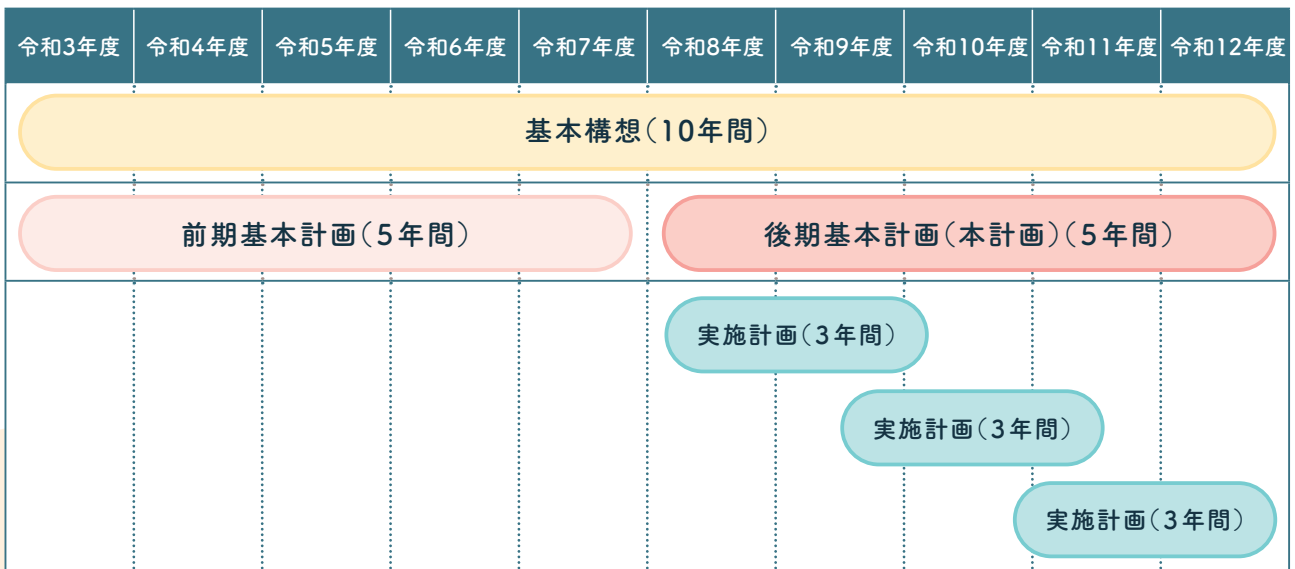 令和3年度 令和4年度 令和5年度 令和6年度 令和7年度 令和8年度 令和9年度 令和10年度 令和11年度 令和12年度
基本構想(10年間)
前期基本計画(5年間) 後期基本計画(本計画)(5年間)
実施計画(3年間)
実施計画(3年間)
実施計画(3年間)